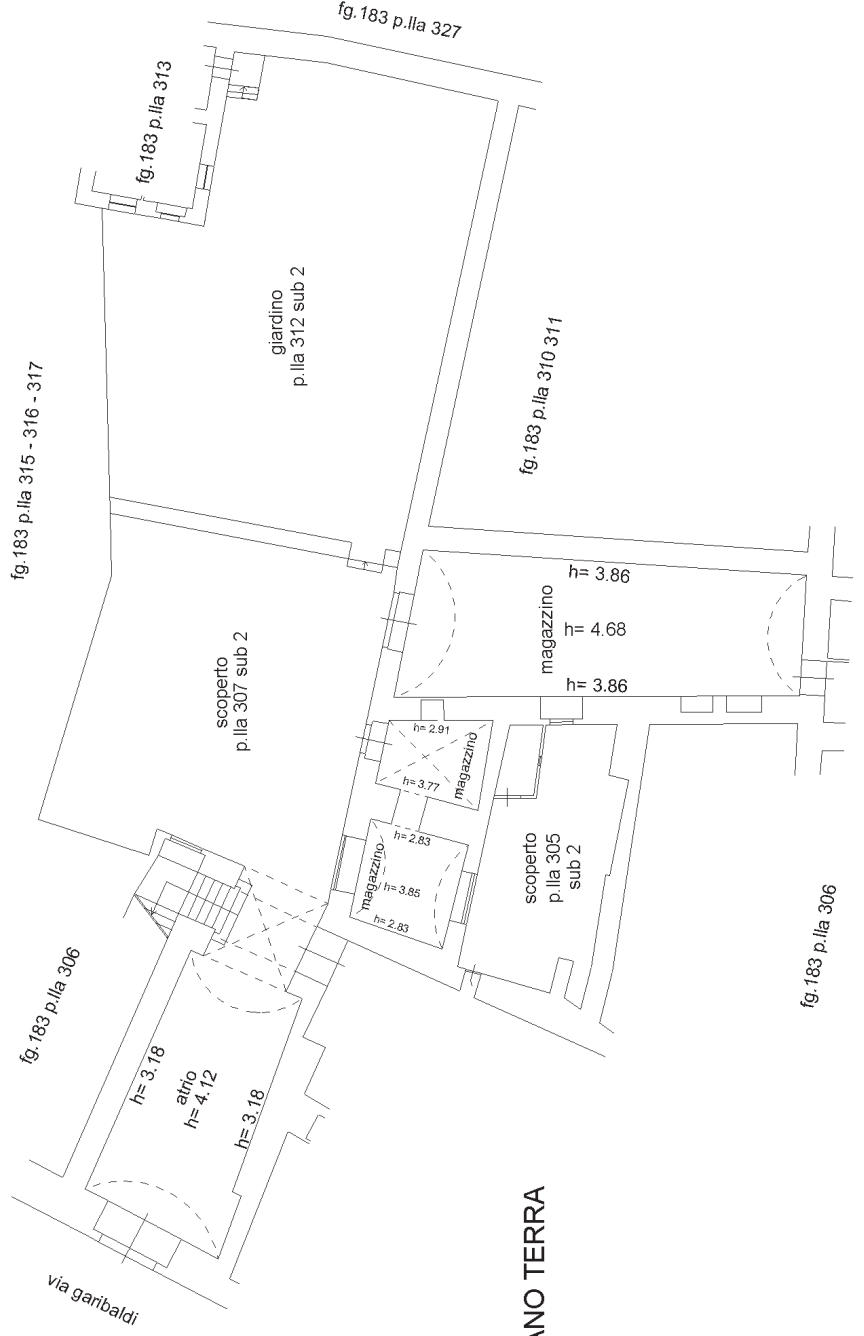 fg.183 p.lla 327
fg.183 p.lla 313
giardino
p.lla 312 sub 2
fg.183 p.lla 315 - 316 - 317
fg.183 p.lla 310 311
scoperto
p.lla 307 sub 2
h= 3.86
magazzino
h= 4.68
h= 3.86
h= 2.91
h= 3.77
magazzino
h= 2.83
magazzino
h= 3.85
h= 2.83
scoperto
p.lla 305
sub 2
fg.183 p.lla 306
fg.183 p.lla 306
h= 3.18
atrio
h= 4.12
h= 3.18
via garibaldi
ANO TERRA